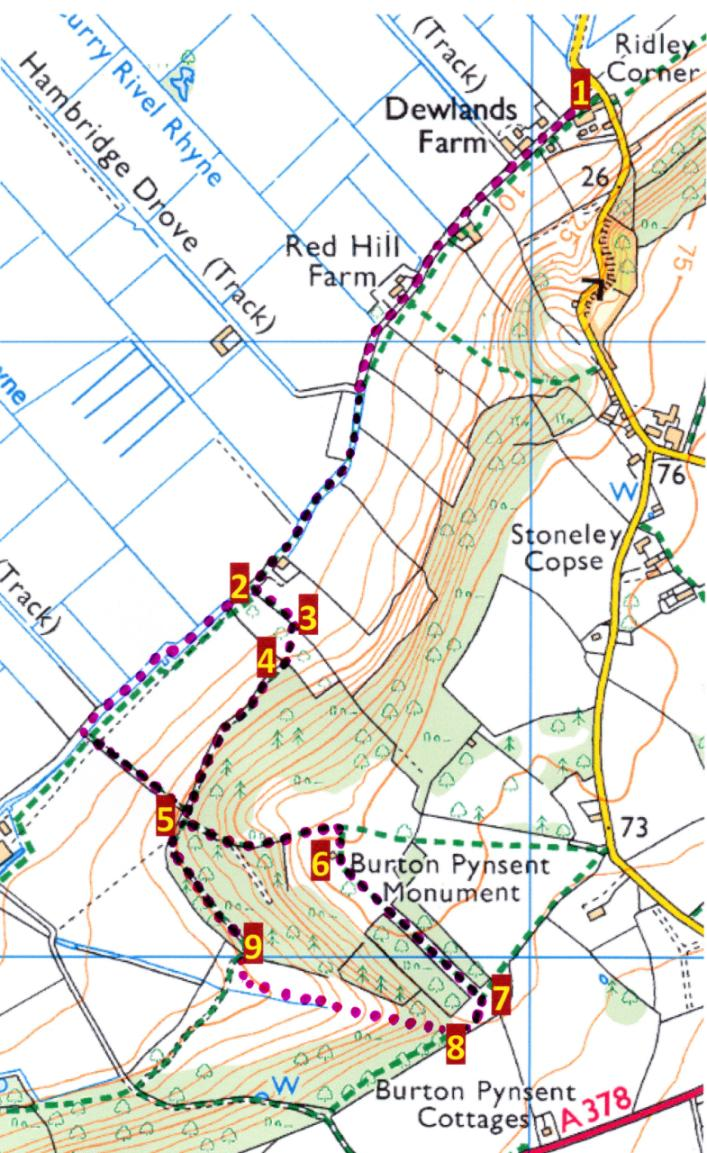 (Track)
Ridley
Corner
1
Curry Rivel Rhyne
Hambridge Drove (Track)
Dewlands
Farm
26
10
25
75
Red Hill
Farm
7
76
W
Stoneley
Copse
(Track)
2
3
4
5
6
Burton Pynsent
Monument
73
9
7
8
W
Burton Pynsent
Cottages
A 378